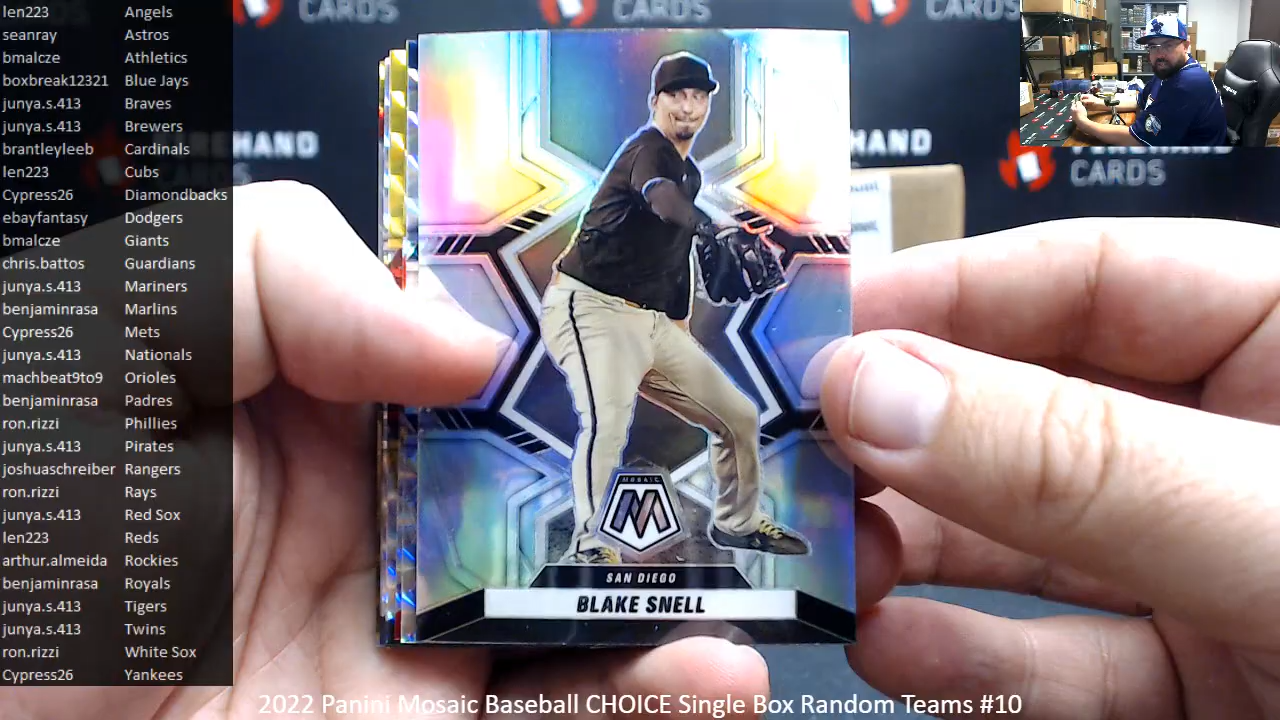 len223 Angels
seanray Astros
bmalcze Athletics
boxbreak12321 Blue Jays
junya.s.413 Braves
junya.s.413 Brewers
brantleyleeb Cardinals
len223 Cubs
Cypress26 Diamondbacks
ebayfantasy Dodgers
bmalcze Giants
chris.battos Guardians
junya.s.413 Mariners
benjaminrasa Marlins
Cypress26 Mets
junya.s.413 Nationals
machbeat9to9 Orioles
benjaminrasa Padres
ron.rizzi Phillies
junya.s.413 Pirates
joshuaschreiber Rangers
ron.rizzi Rays
junya.s.413 Red Sox
len223 Reds
arthur.almeida Rockies
benjaminrasa Royals
junya.s.413 Tigers
junya.s.413 Twins
ron.rizzi White Sox
Cypress26 Yankees
CARDS
CARDS
CARDS
HAND
CARDS
HAND
CARDS
MOSAIC
M
SAN DIEGO
BLAKE SNELL
2022 Panini Mosaic Baseball CHOICE Single Box Random Teams #10